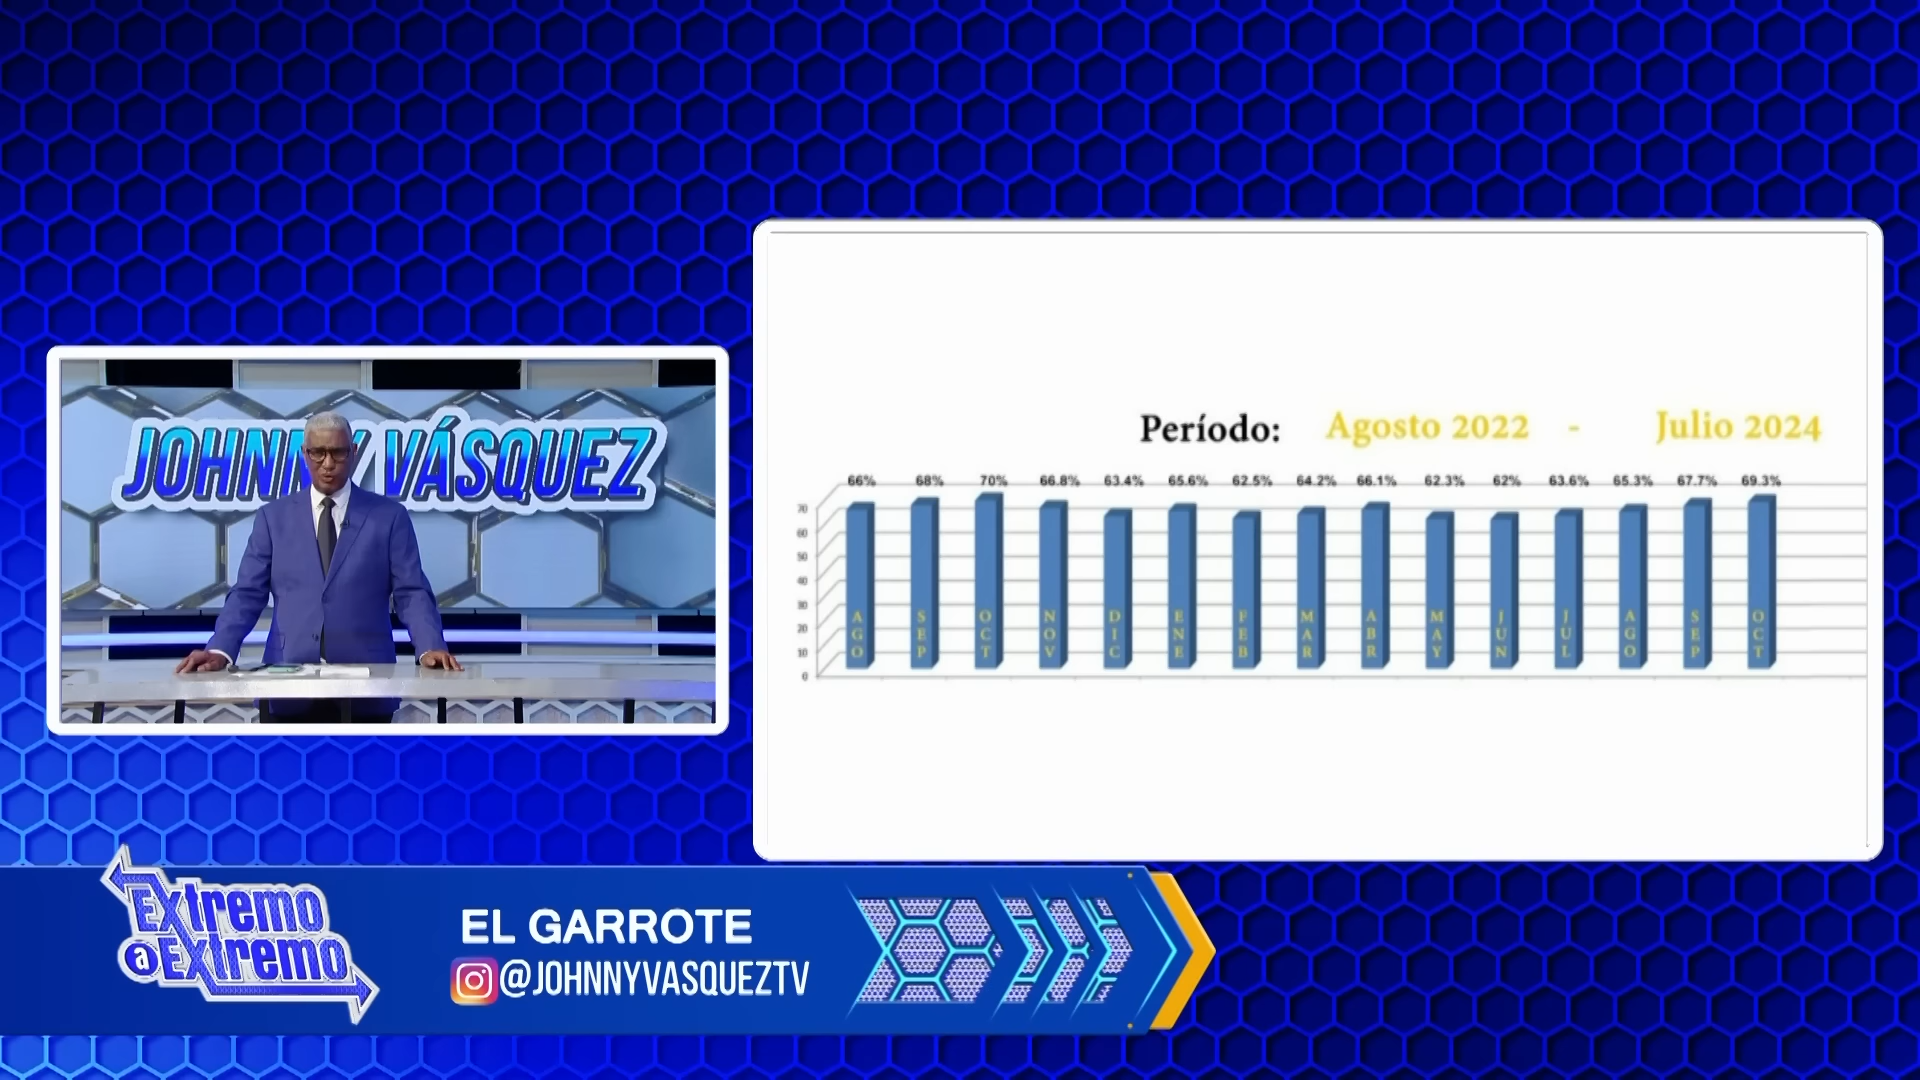 JOHNNY VÁSQUEZ
Período: Agosto 2022 - Julio 2024
66% 68% 70% 66.8% 63.4% 65.6% 62.5% 64.2% 66.1% 62.3% 62% 63.6% 65.3% 67.7% 69.3%
70
60
50
40
30
20
10
0
AGO SEP OCT NOV DIC ENE FEB MAR ABR MAY JUN JUL AGO SEP OCT
Extremo
a Extremo
EL GARROTE
@JOHNNYVASQUEZTV